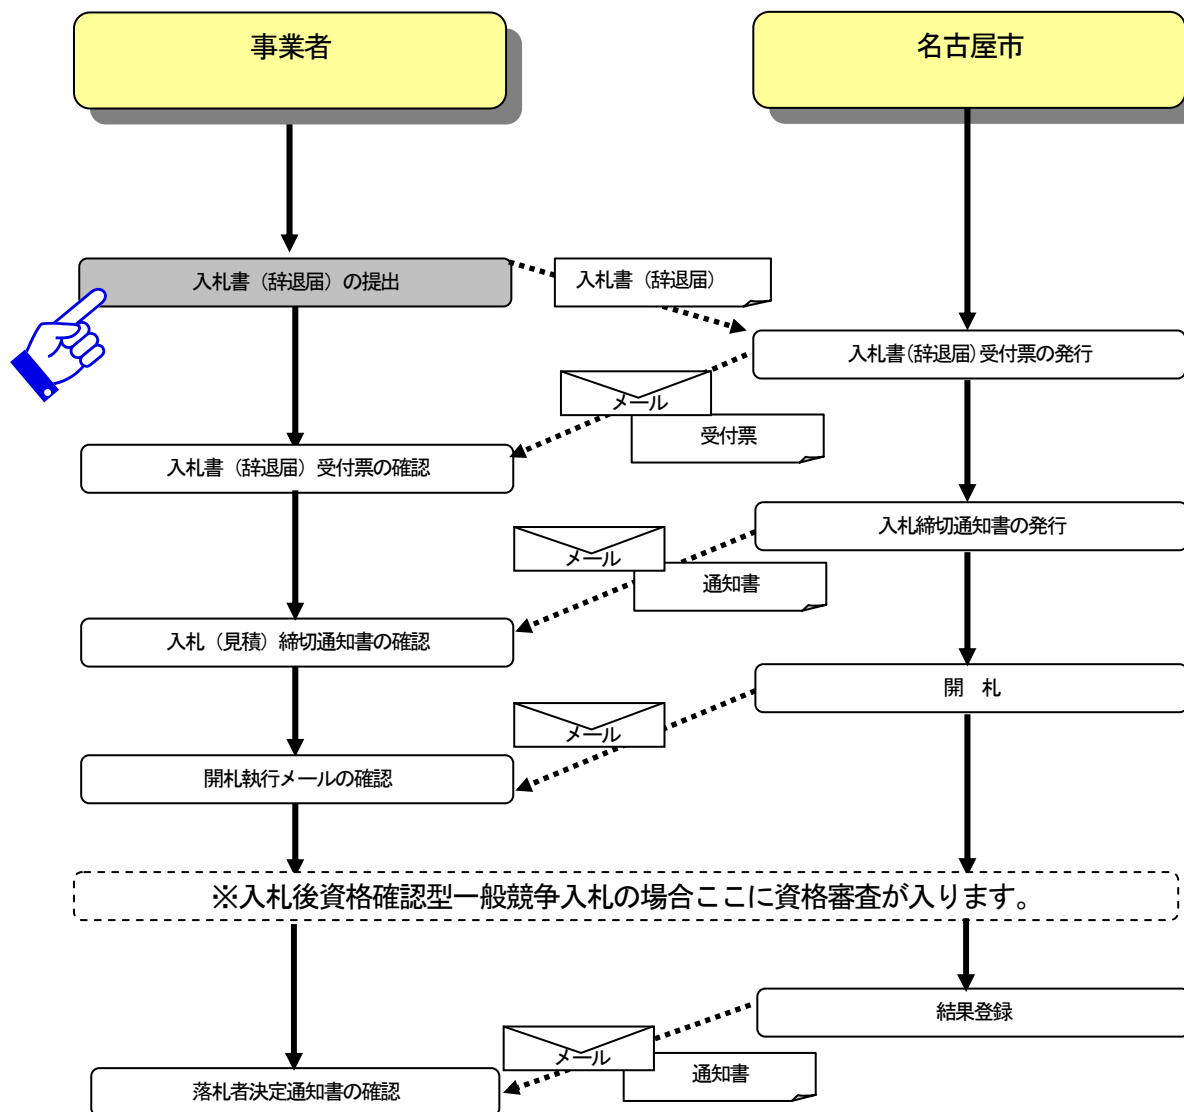 事業者
名古屋市
入札書（辞退届）の提出
入札書（辞退届）
入札書(辞退届)受付票の発行
メール
受付票
入札書（辞退届）受付票の確認
入札締切通知書の発行
メール
通知書
入札（見積）締切通知書の確認
開　札
メール
開札執行メールの確認
※入札後資格確認型一般競争入札の場合ここに資格審査が入ります。
結果登録
メール
通知書
落札者決定通知書の確認